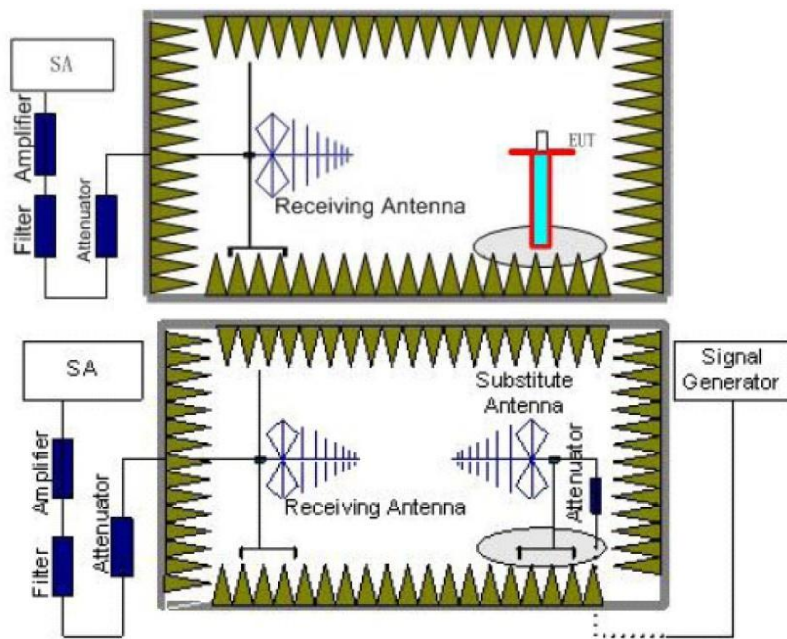 SA
Amplifier
Filter
Attenuator
EUT
Receiving Antenna
SA
Amplifier
Filter
Attenuator
Substitute
Antenna
Attenuator
Receiving Antenna
Signal
Generator